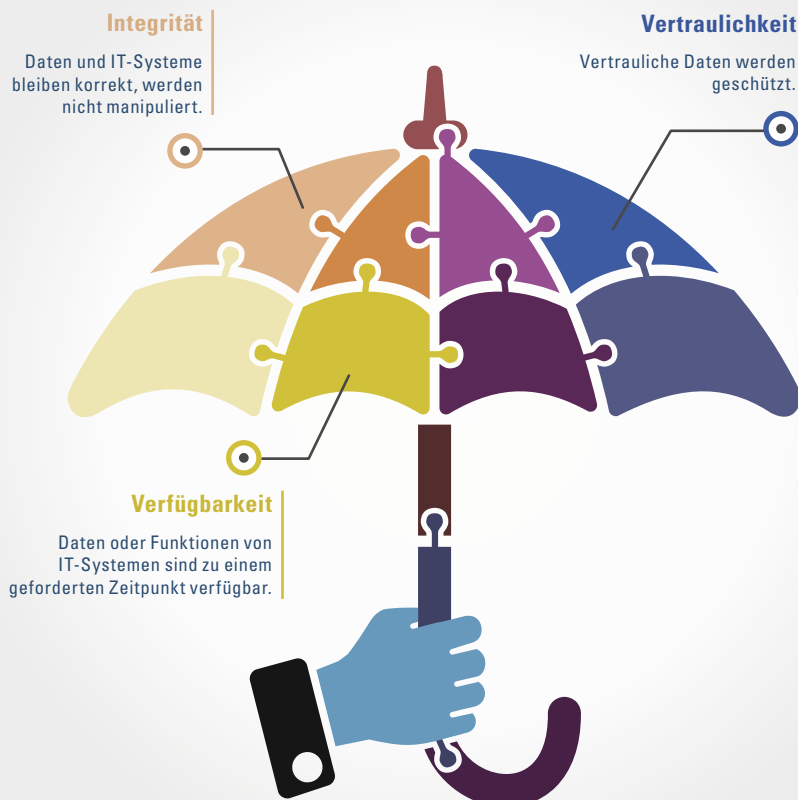 Integrität
Daten und IT-Systeme
bleiben korrekt, werden
nicht manipuliert.
Vertraulichkeit
Vertrauliche Daten werden
geschützt.
Verfügbarkeit
Daten oder Funktionen von
IT-Systemen sind zu einem
geforderten Zeitpunkt verfügbar.